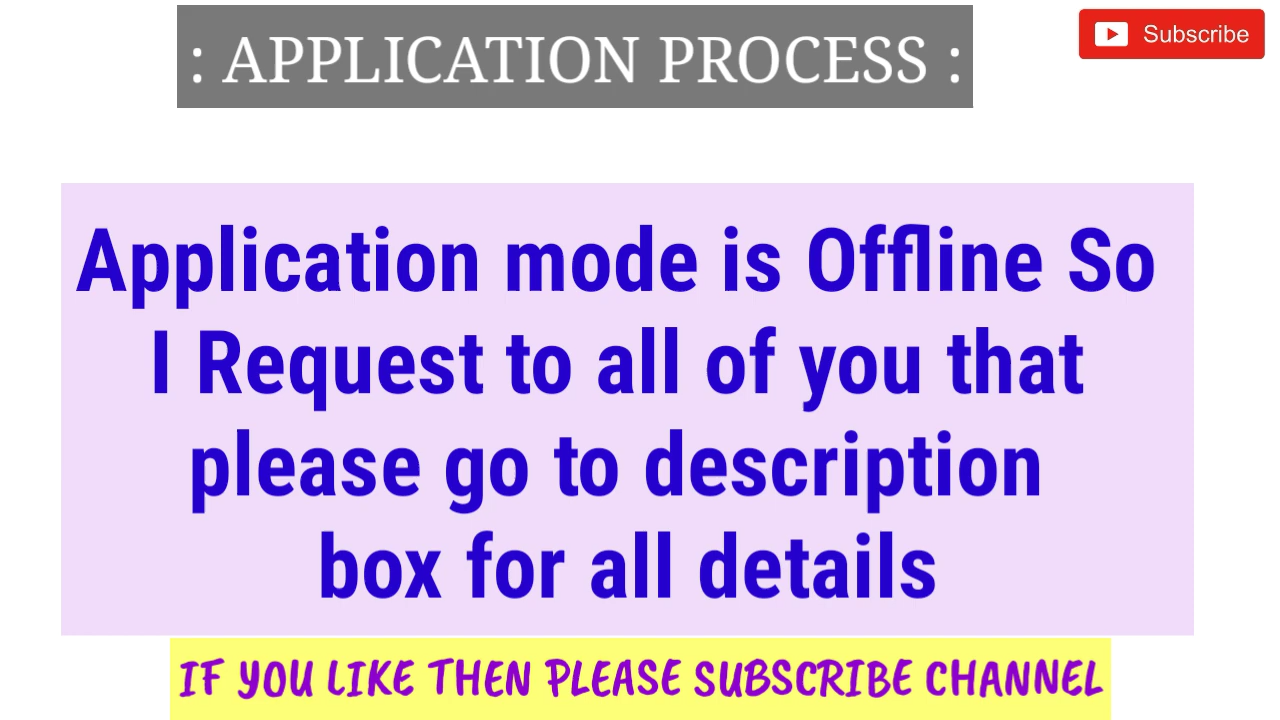 : APPLICATION PROCESS :
Subscribe
Application mode is Offline So
I Request to all of you that
please go to description
box for all details
IF YOU LIKE THEN PLEASE SUBSCRIBE CHANNEL